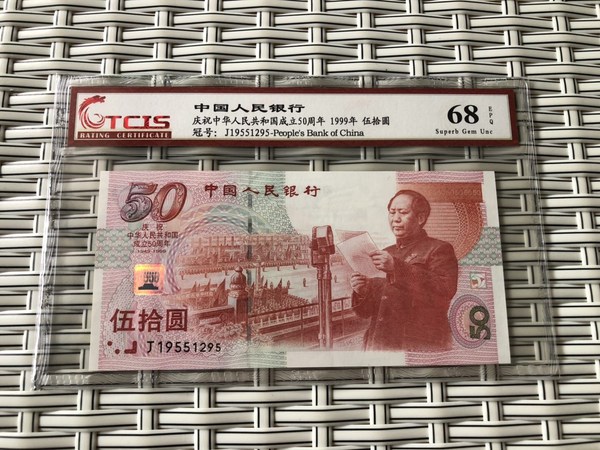 TCIS
RATING CERTIFICATE
中国人民银行
庆祝中华人民共和国成立50周年 1999年 伍拾圆
冠号：J19551295-People's Bank of China
68 EPQ
Superb Gem Unc
50
中国人民银行
庆祝
中华人民共和国
成立50周年
1949-1999
伍拾圆
J19551295
50